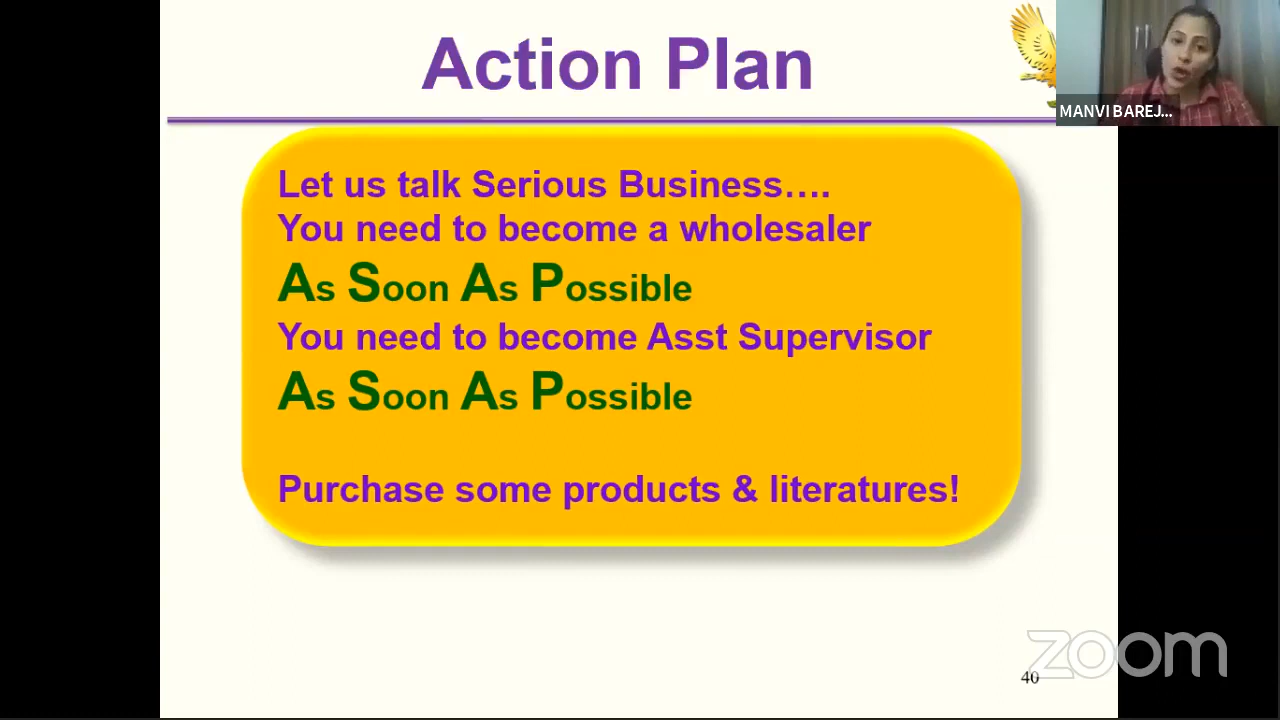 Action Plan
MANVI BAREJ...
Let us talk Serious Business....
You need to become a wholesaler
As Soon As Possible
You need to become Asst Supervisor
As Soon As Possible
Purchase some products & literatures!
zoom
40